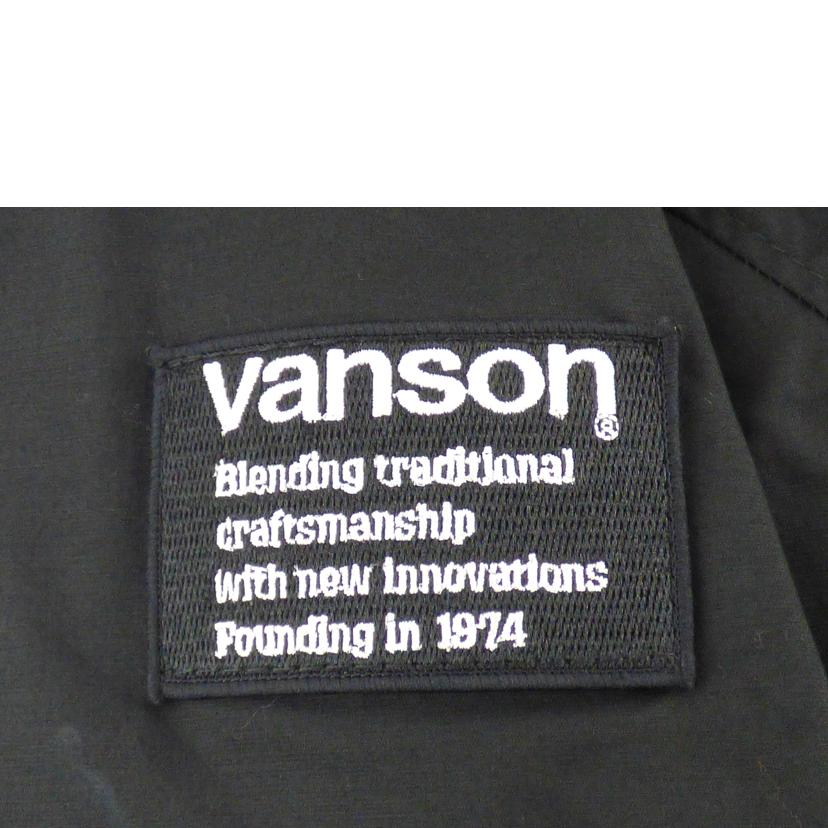 vanson®
Blending traditional
craftsmanship
with new innovations
Founding in 1974